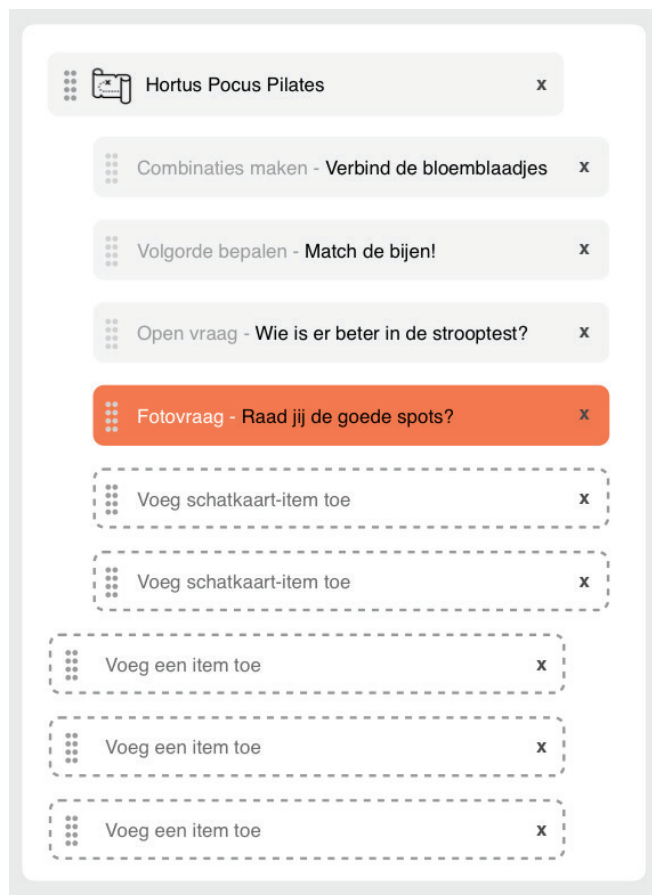 Hortus Pocus Pilates x
Combinaties maken - Verbind de bloemblaadjes x
Volgorde bepalen - Match de bijen! x
Open vraag - Wie is er beter in de strooptest? x
Fotovraag - Raad jij de goede spots? x
Voeg schatkaart-item toe x
Voeg schatkaart-item toe x
Voeg een item toe x
Voeg een item toe x
Voeg een item toe x